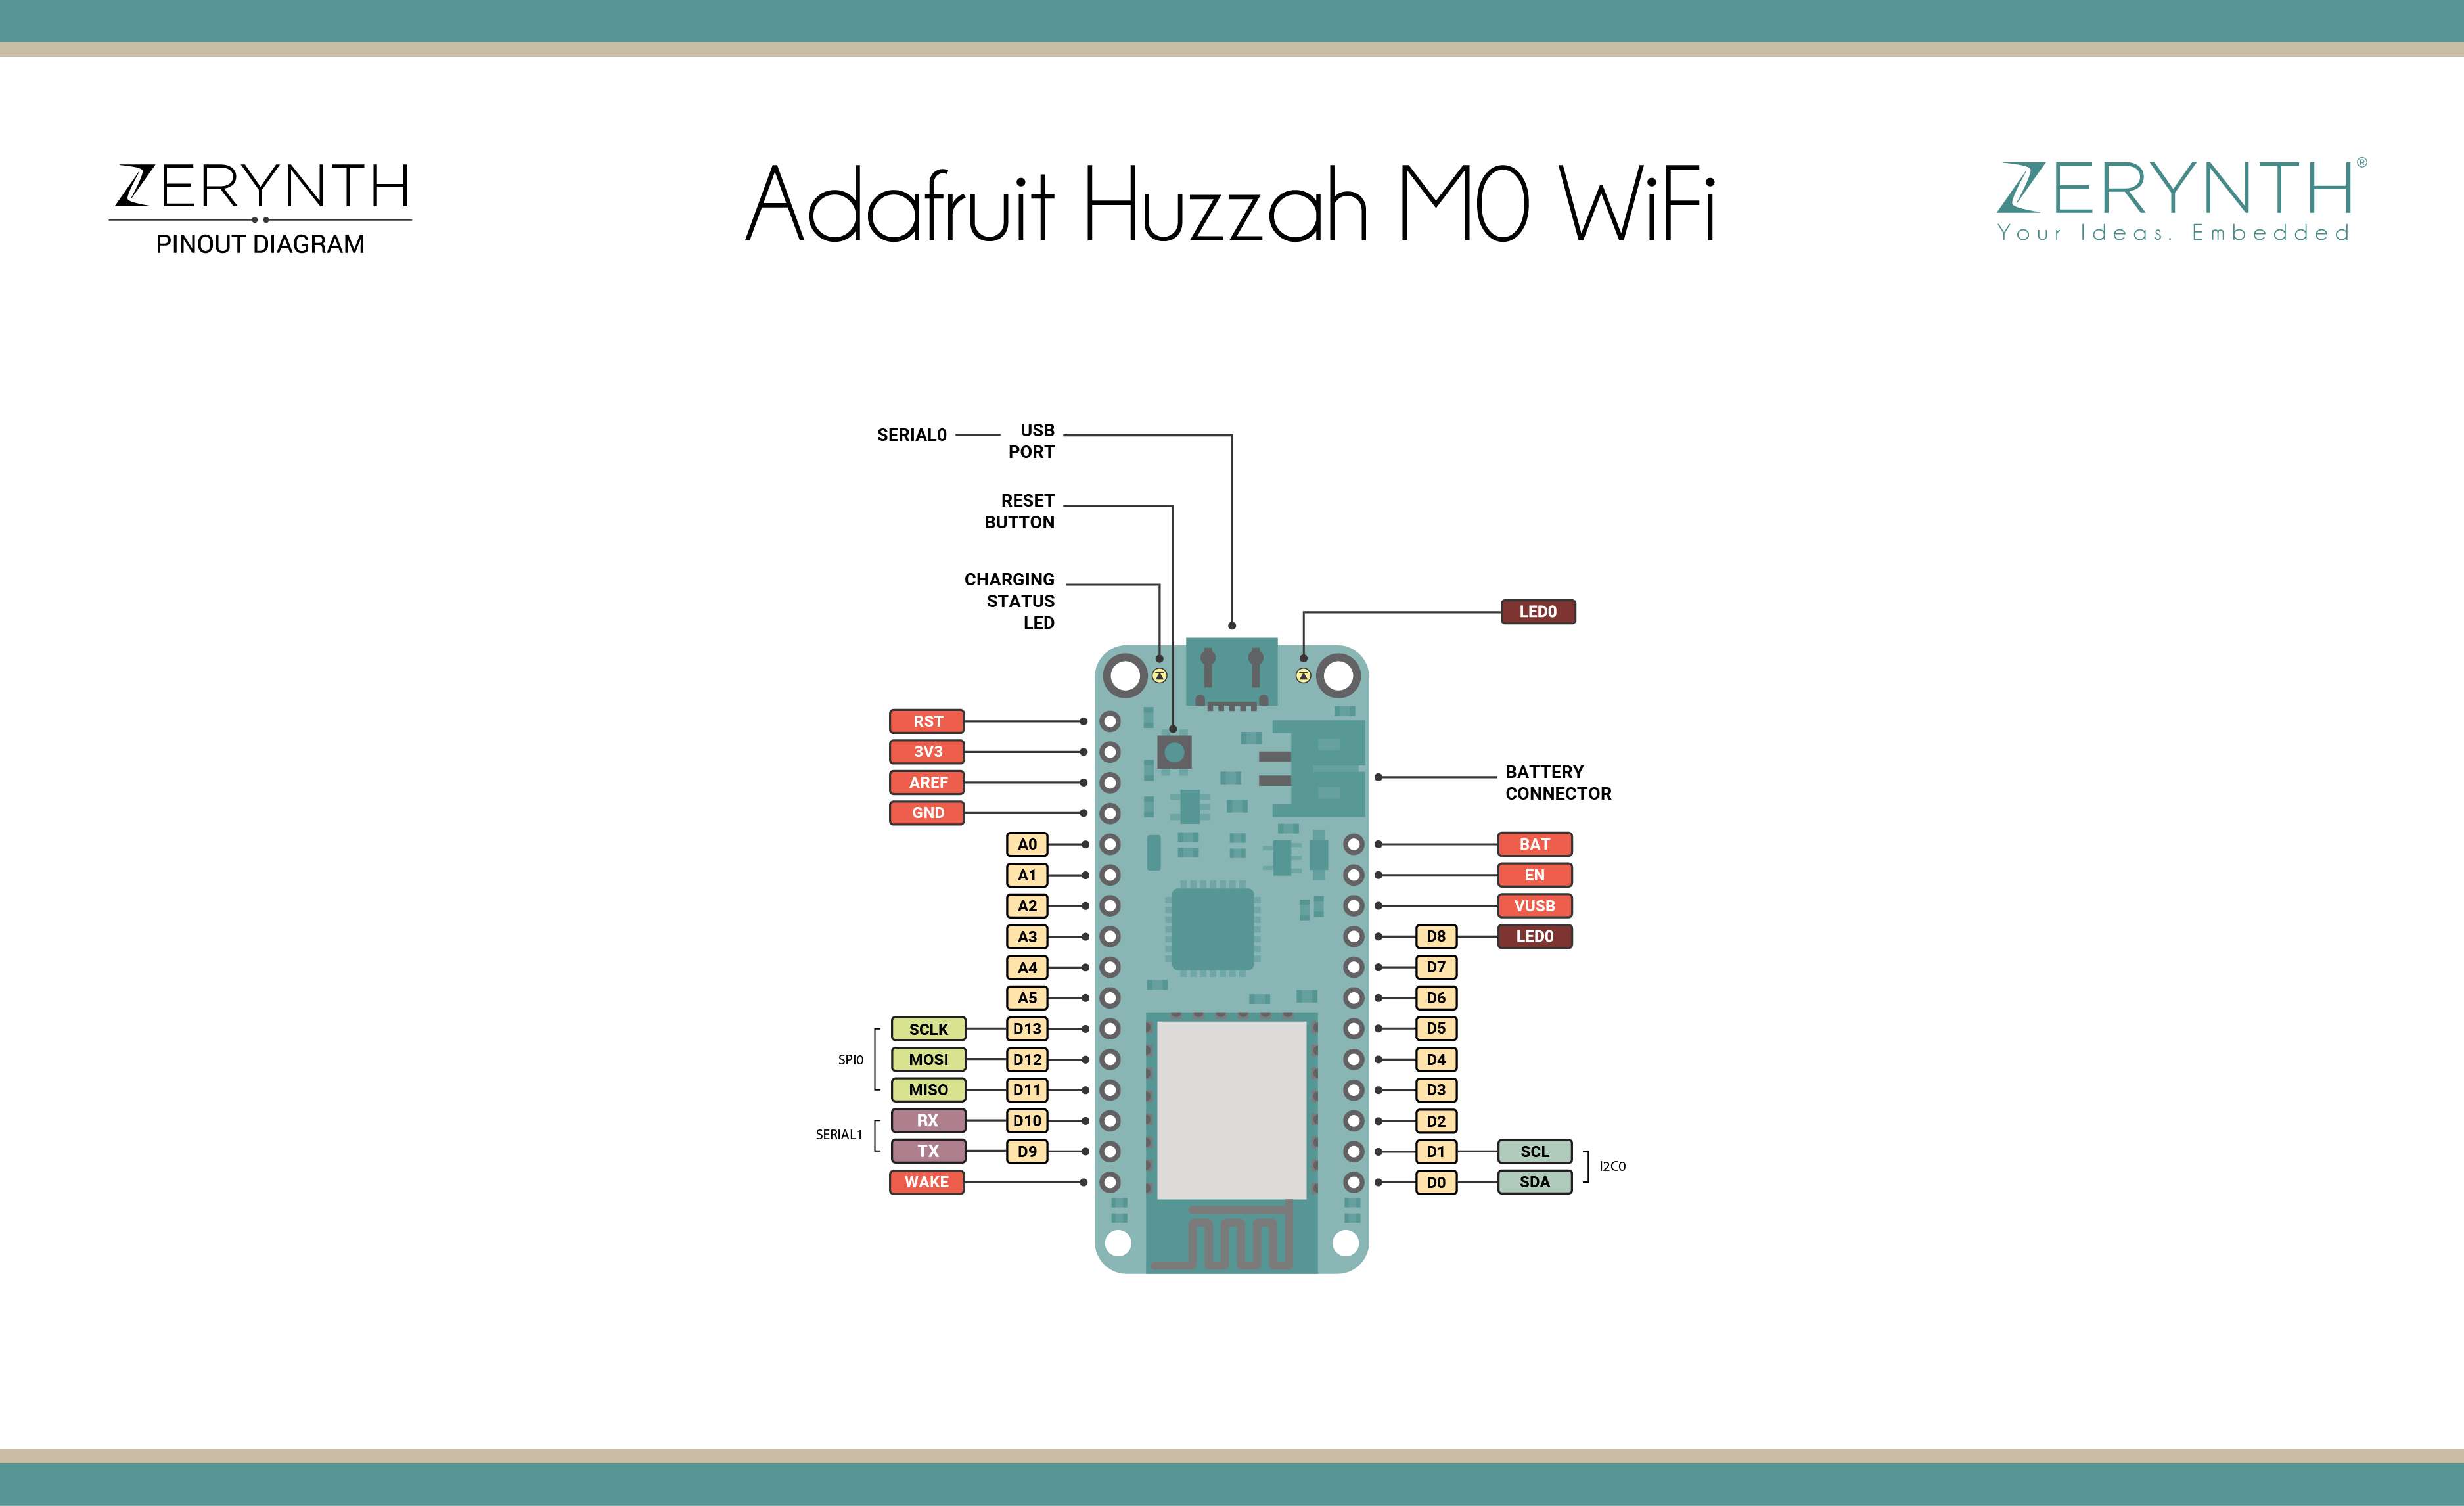 ZERYNTH
PINOUT DIAGRAM
Adafruit Huzzah M0 WiFi
ZERYNTH®
Your Ideas. Embedded
SERIAL0
USB
PORT
RESET
BUTTON
CHARGING
STATUS
LED
LED0
RST
3V3
AREF
GND
A0
A1
A2
A3
A4
A5
SPI0
SCLK D13
MOSI D12
MISO D11
SERIAL1
RX D10
TX D9
WAKE
BATTERY
CONNECTOR
BAT
EN
VUSB
D8 LED0
D7
D6
D5
D4
D3
D2
D1 SCL
D0 SDA
I2C0